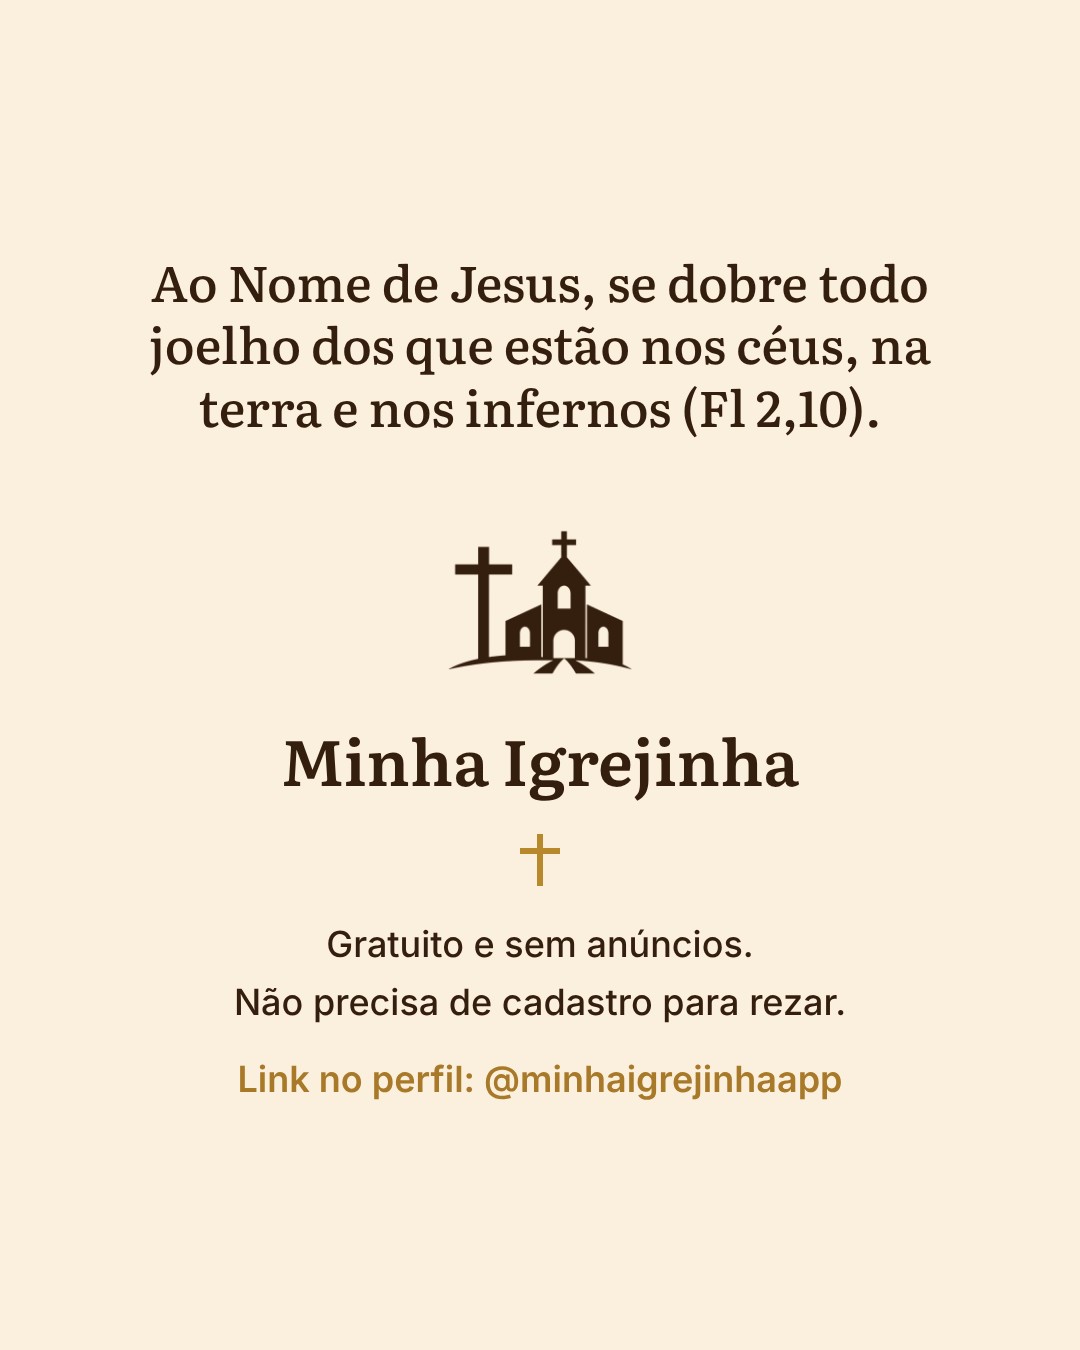 Ao Nome de Jesus, se dobre todo
joelho dos que estão nos céus, na
terra e nos infernos (Fl 2,10).
Minha Igrejinha
Gratuito e sem anúncios.
Não precisa de cadastro para rezar.
Link no perfil: @minhaigrejinhaapp